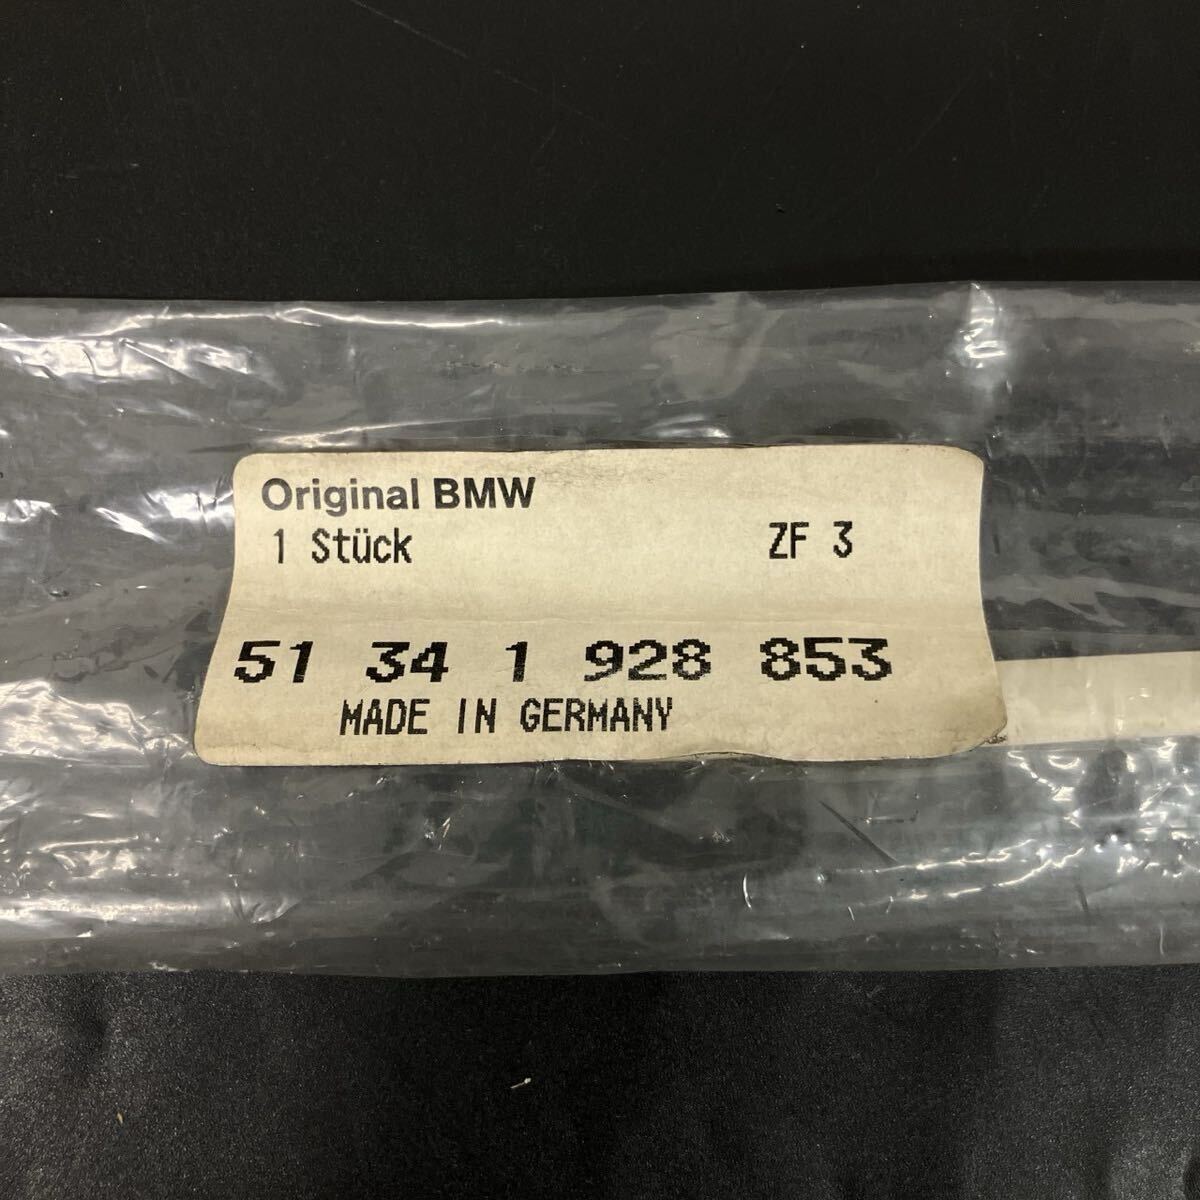 Original BMW
1 Stück ZF 3
51 34 1 928 853
MADE IN GERMANY